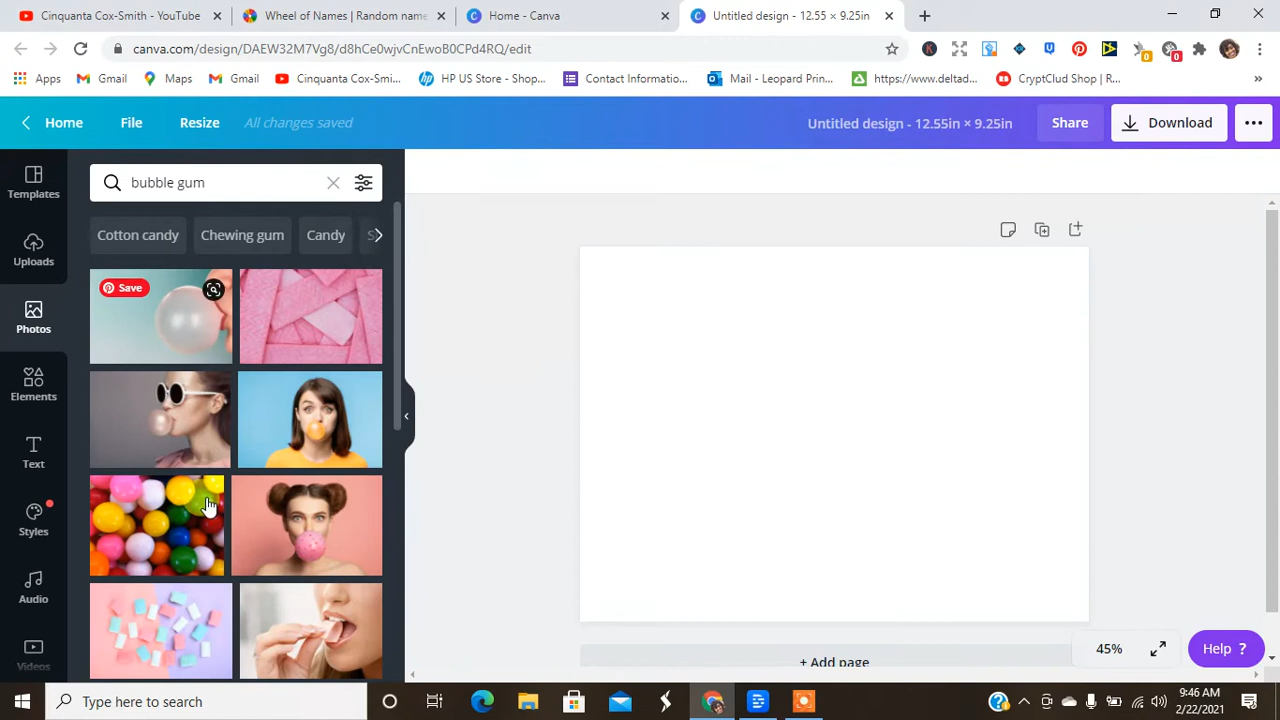 Cinquanta Cox-Smith - YouTube
Wheel of Names | Random name
Home - Canva
Untitled design - 12.55 × 9.25in
canva.com/design/DAEW32M7Vg8/d8hCe0wjvCnEwoB0CPd4RQ/edit
0
0
Apps
Gmail
Maps
Gmail
Cinquanta Cox-Smi...
HP US Store - Shop...
Contact Informatio...
Mail - Leopard Prin...
https://www.deltad...
CryptClud Shop | R...
»
Home
File
Resize
All changes saved
Untitled design - 12.55in × 9.25in
Share
Download
Templates
Uploads
Photos
Elements
Text
Styles
Audio
Videos
bubble gum
Cotton candy
Chewing gum
Candy
S
Save
+ Add page
45%
Help ?
Type here to search
9:46 AM
2/22/2021